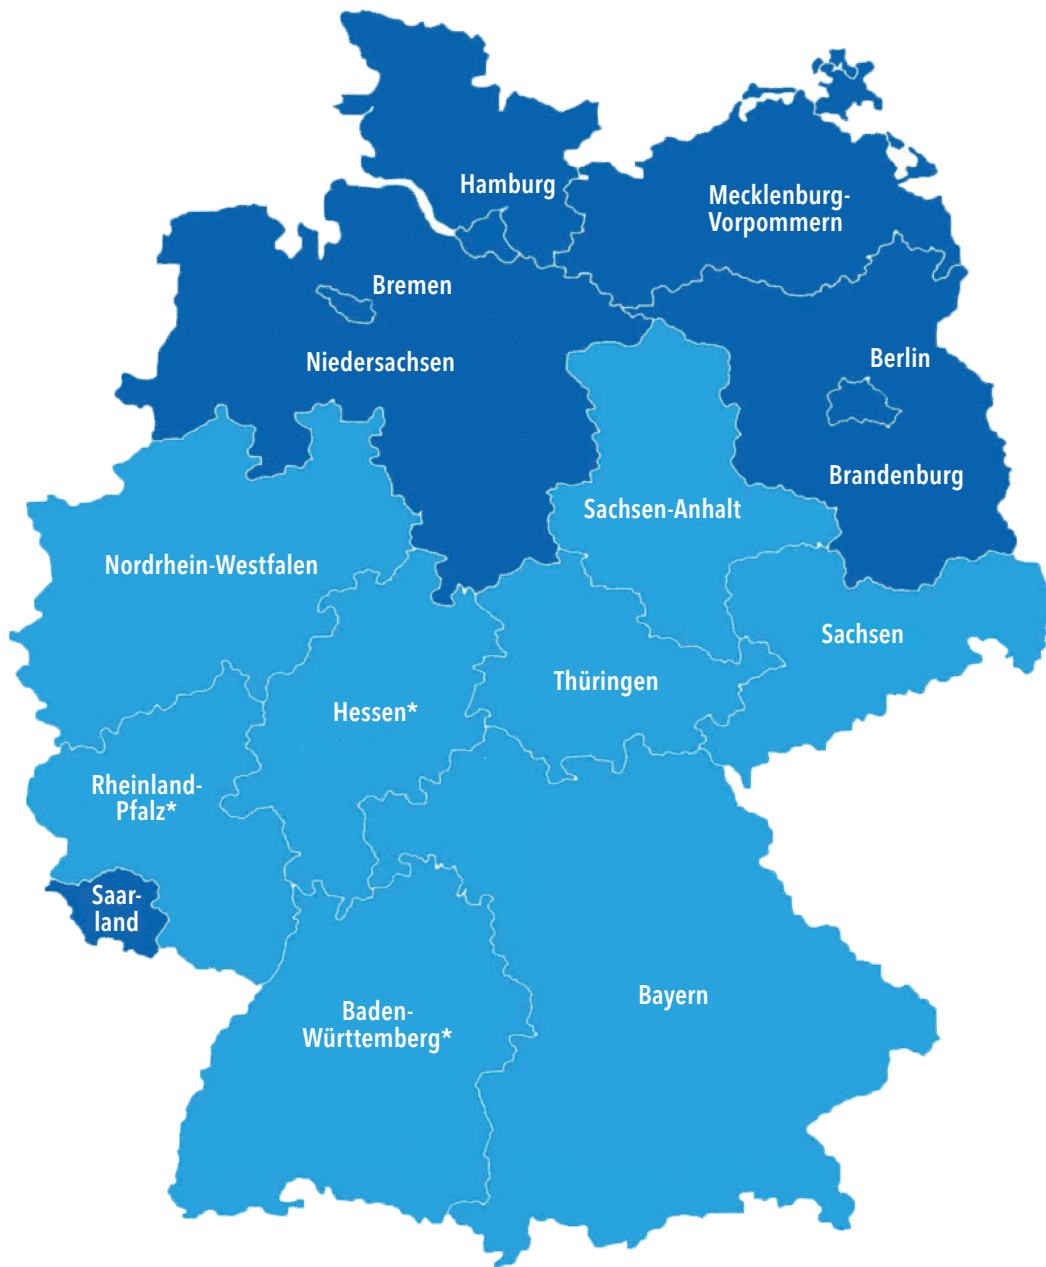 Hamburg
Mecklenburg-
Vorpommern
Bremen
Niedersachsen
Berlin
Brandenburg
Sachsen-Anhalt
Nordrhein-Westfalen
Sachsen
Thüringen
Hessen*
Rheinland-
Pfalz*
Saar-
land
Bayern
Baden-
Württemberg*